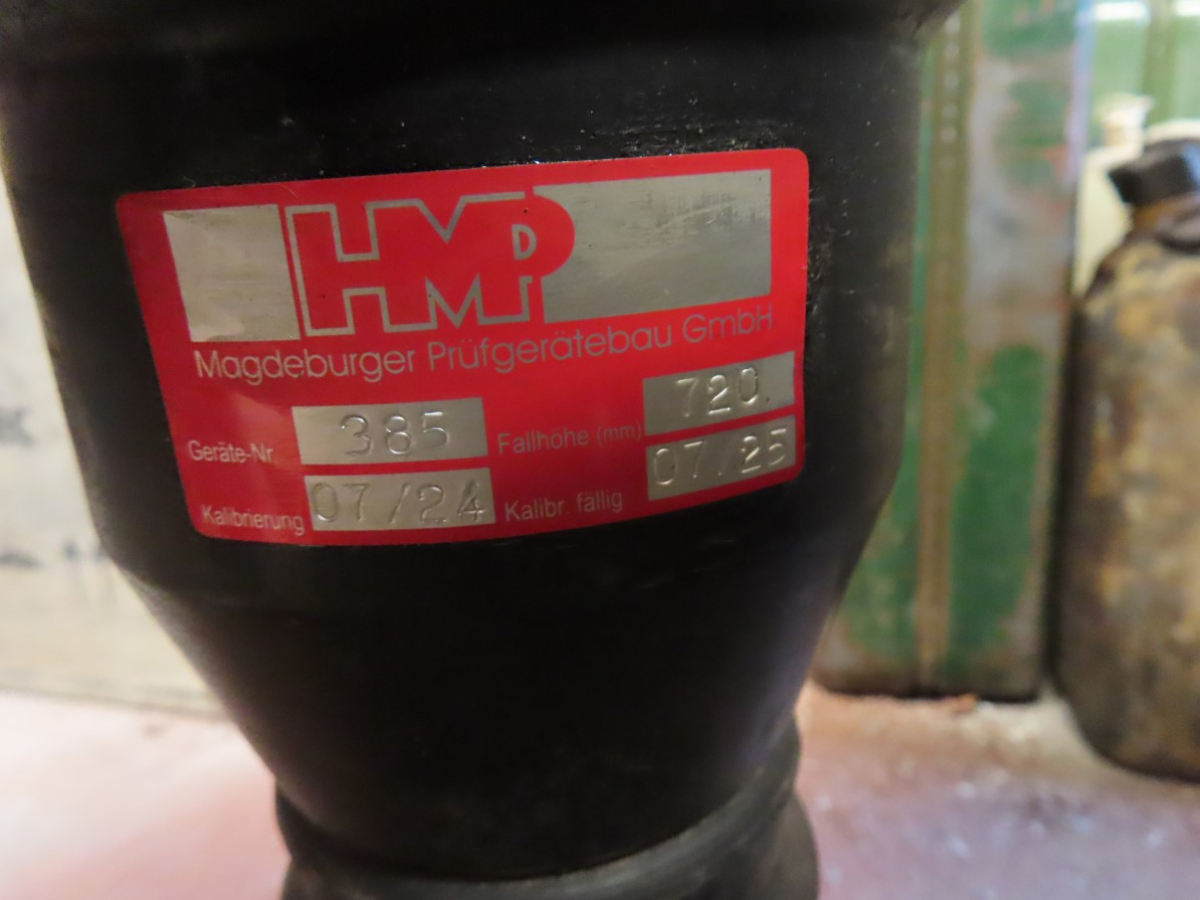 HMP
Magdeburger Prüfgerätebau GmbH
Geräte-Nr 385 Fallhöhe (mm) 720
Kalibrierung 07/24 Kalibr. fällig 07/25